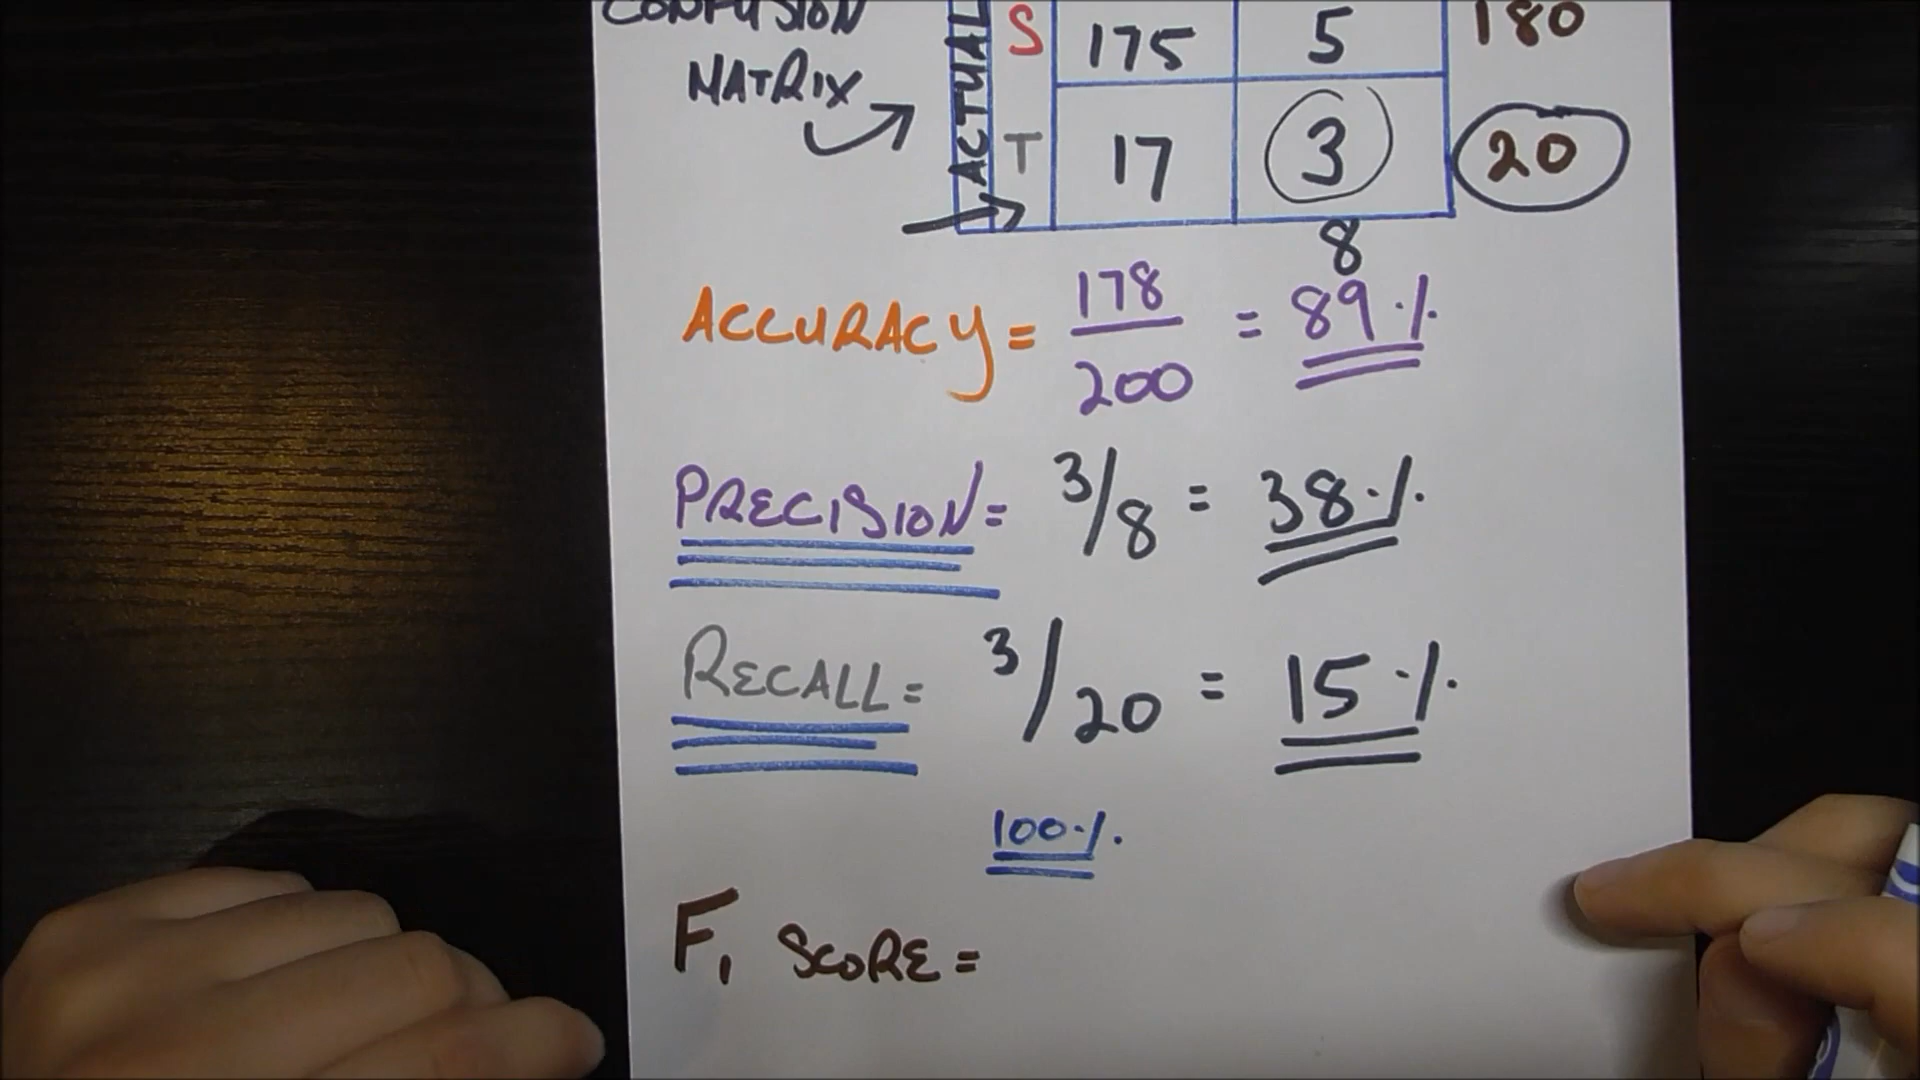 CONFUSION
MATRIX
ACTUAL
S 175 5 180
T 17 3 20
8
ACCURACY = 178/200 = 89%
PRECISION = 3/8 = 38%
RECALL = 3/20 = 15%
100%
F1 SCORE =